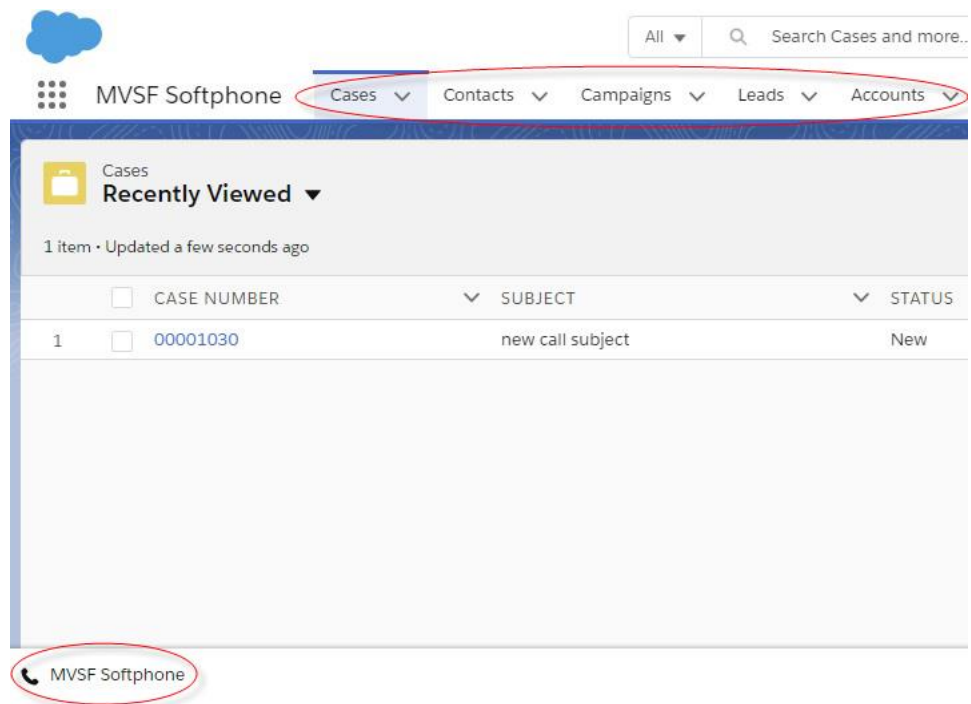 All Search Cases and more..
MVSF Softphone Cases Contacts Campaigns Leads Accounts
Cases
Recently Viewed
1 item • Updated a few seconds ago
CASE NUMBER SUBJECT STATUS
1 00001030 new call subject New
MVSF Softphone